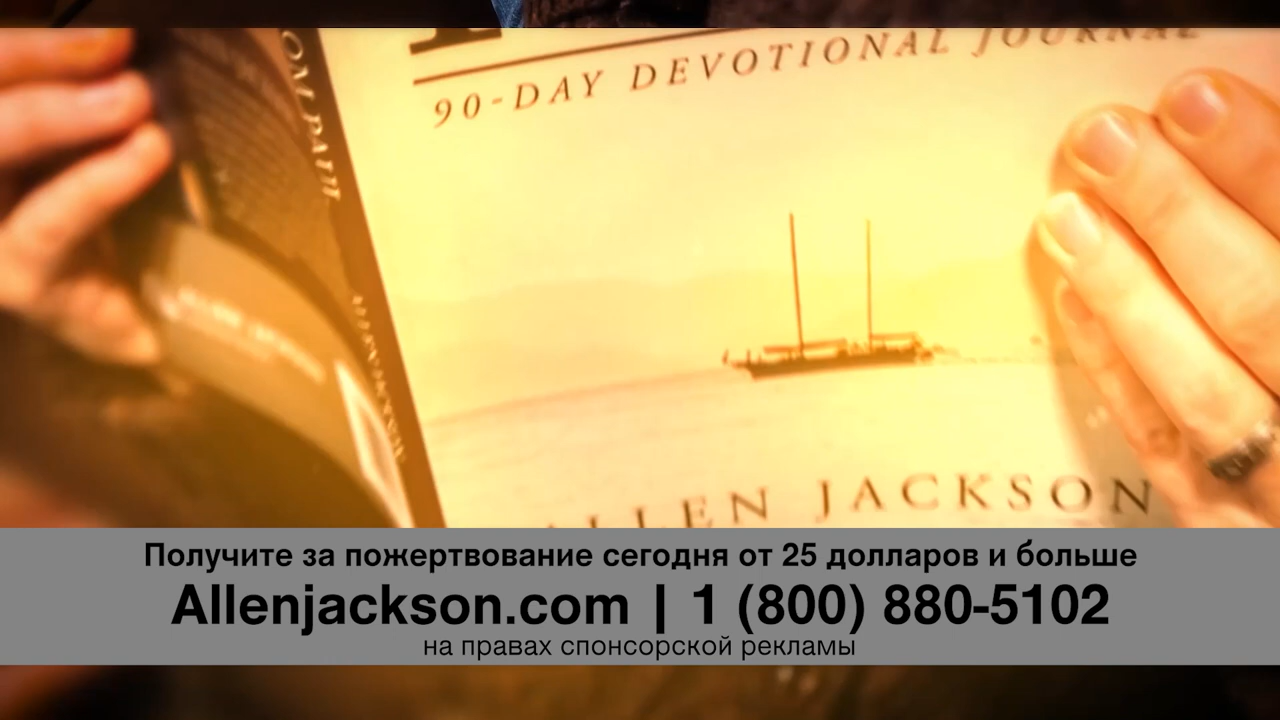 90-DAY DEVOTIONAL JOURNAL
ALLEN JACKSON
Получите за пожертвование сегодня от 25 долларов и больше
Allenjackson.com | 1 (800) 880-5102
на правах спонсорской рекламы